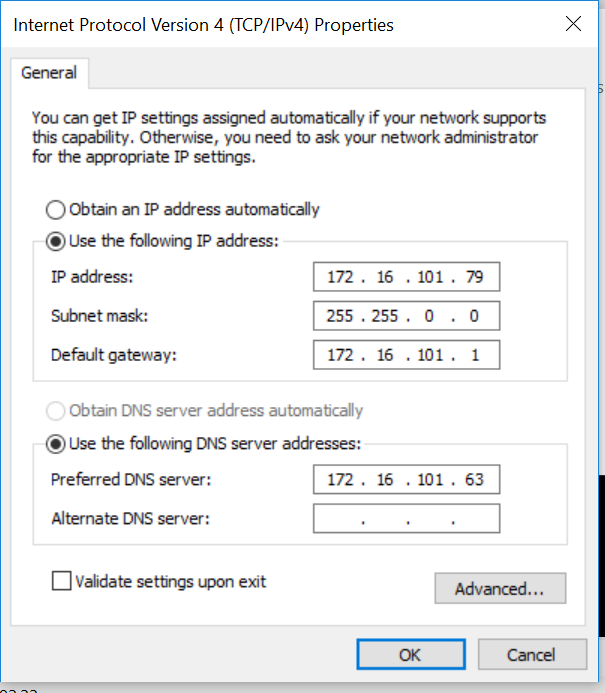 Internet Protocol Version 4 (TCP/IPv4) Properties
General
You can get IP settings assigned automatically if your network supports
this capability. Otherwise, you need to ask your network administrator
for the appropriate IP settings.
Obtain an IP address automatically
Use the following IP address:
IP address: 172 . 16 . 101 . 79
Subnet mask: 255 . 255 . 0 . 0
Default gateway: 172 . 16 . 101 . 1
Obtain DNS server address automatically
Use the following DNS server addresses:
Preferred DNS server: 172 . 16 . 101 . 63
Alternate DNS server: . . .
Validate settings upon exit
Advanced...
OK Cancel